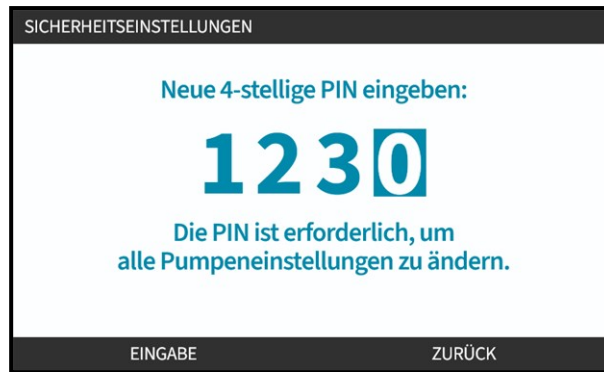 SICHERHEITSEINSTELLUNGEN
Neue 4-stellige PIN eingeben:
1230
Die PIN ist erforderlich, um
alle Pumpeneinstellungen zu ändern.
EINGABE ZURÜCK